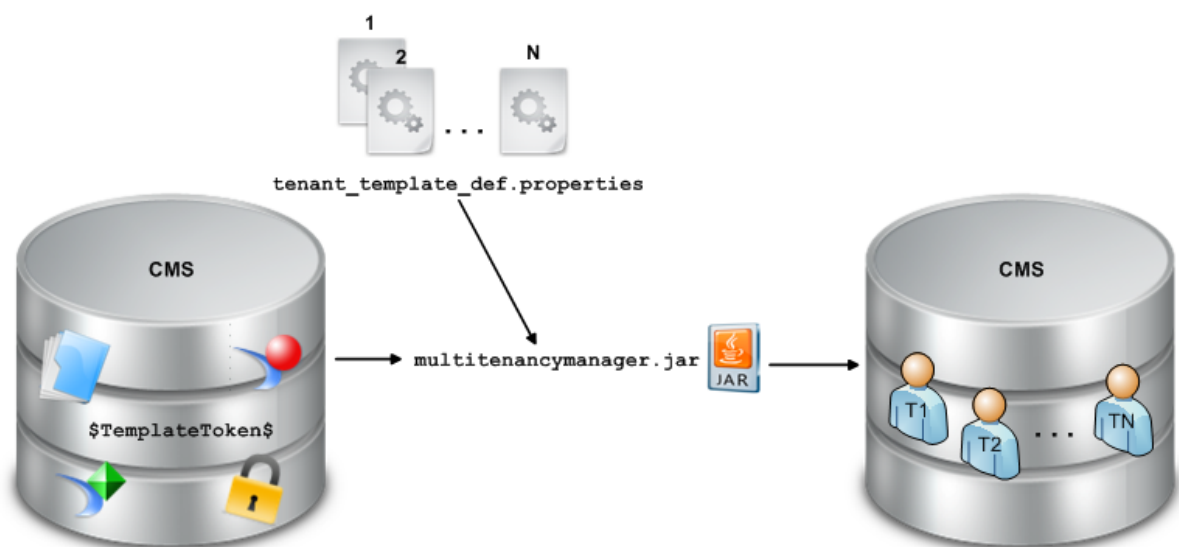 1
2
N
. . .
tenant_template_def.properties
CMS
CMS
multitenancymanager.jar
JAR
$TemplateToken$
T1
T2
. . .
TN